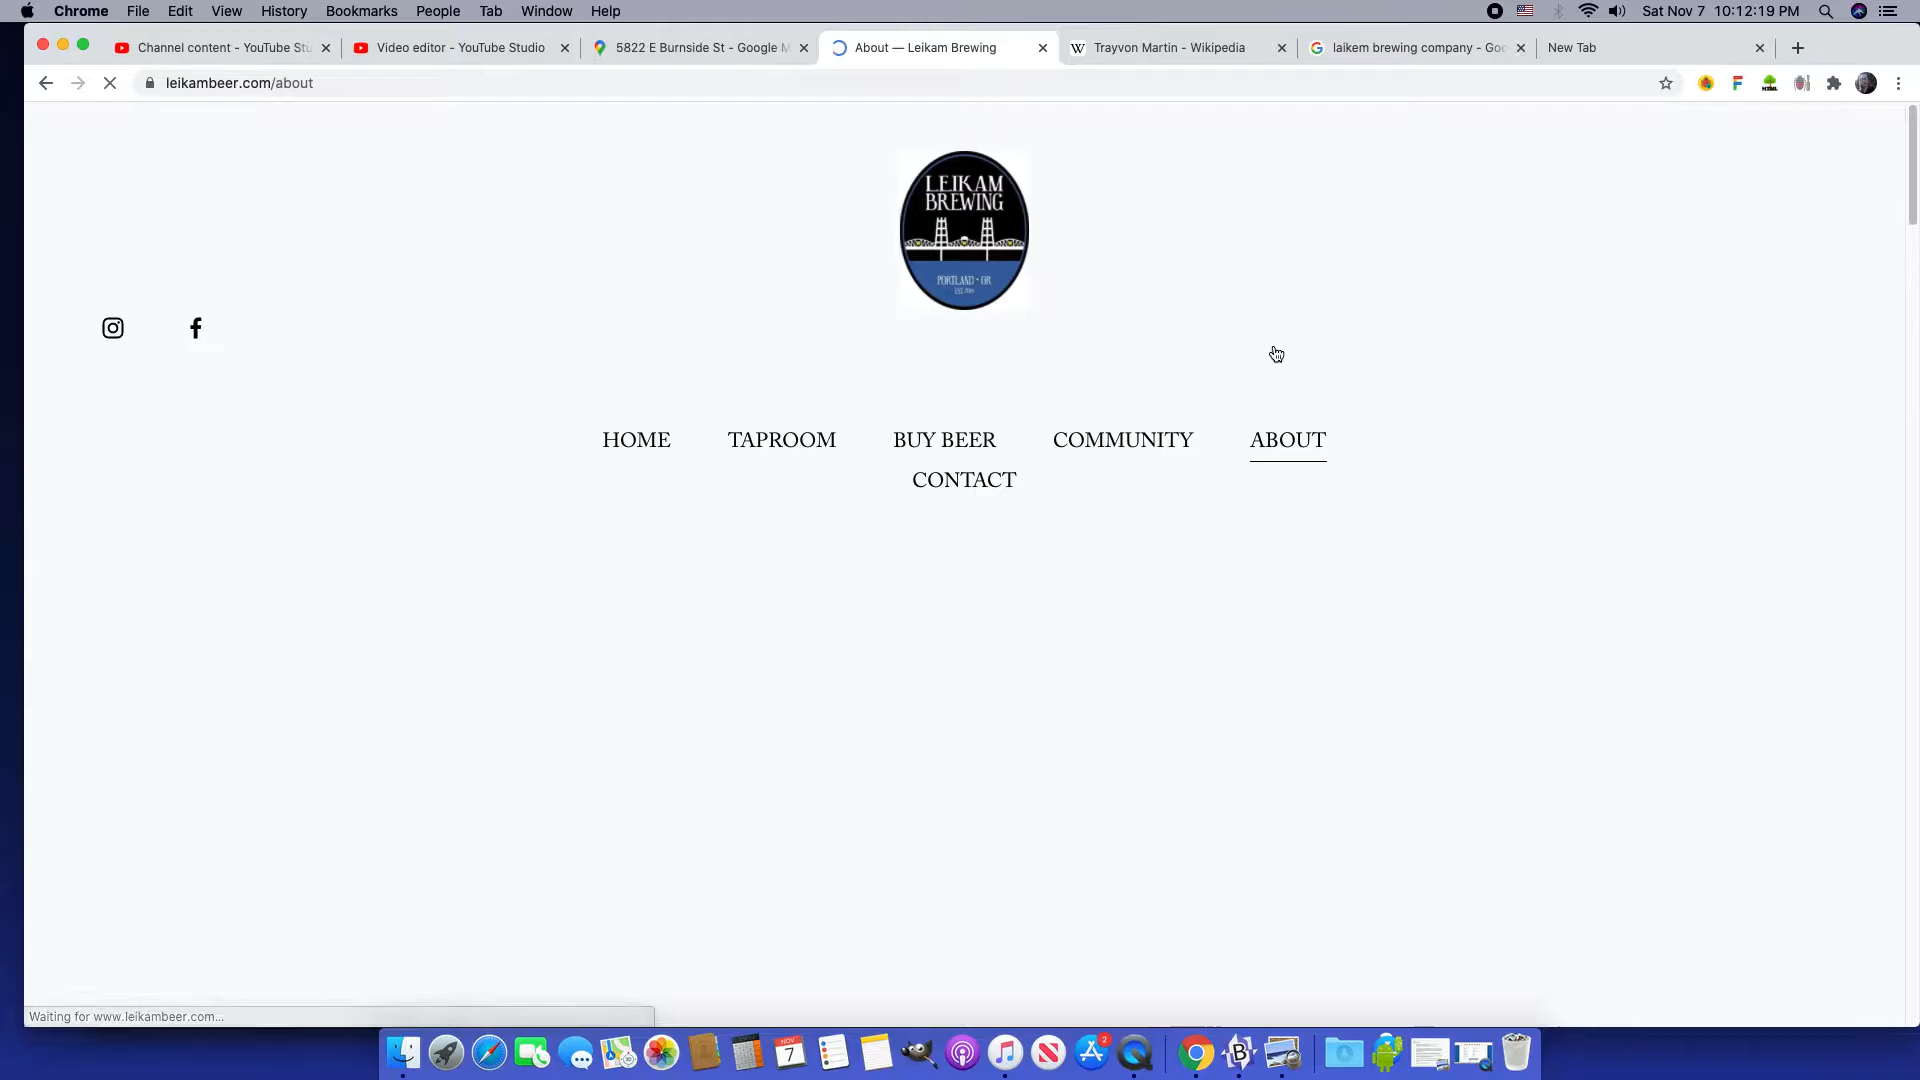 Chrome File Edit View History Bookmarks People Tab Window Help Sat Nov 7 10:12:19 PM
Channel content - YouTube Stu Video editor - YouTube Studio 5822 E Burnside St - Google M About — Leikam Brewing Trayvon Martin - Wikipedia laikem brewing company - Goo New Tab
leikambeer.com/about
LEIKAM
BREWING
PORTLAND • OR
HOME TAPROOM BUY BEER COMMUNITY ABOUT
CONTACT
Waiting for www.leikambeer.com...
NOV
7
2